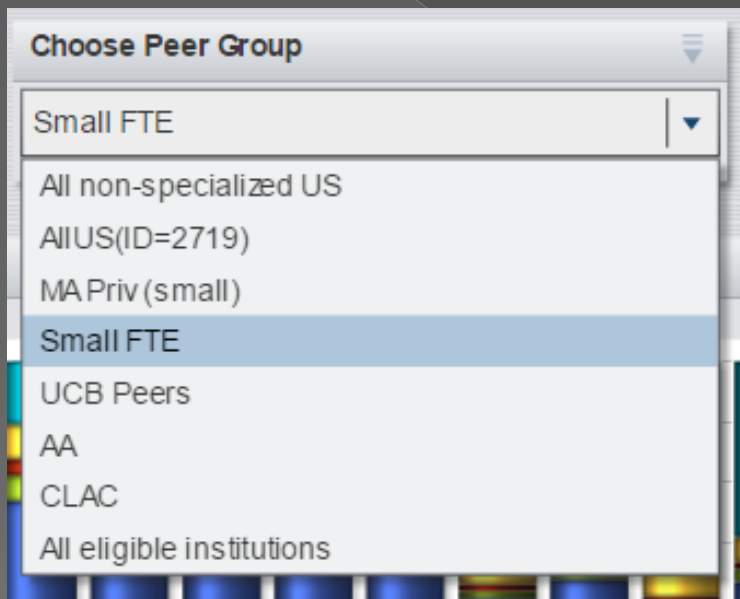 Choose Peer Group
Small FTE
All non-specialized US
AllUS(ID=2719)
MA Priv (small)
Small FTE
UCB Peers
AA
CLAC
All eligible institutions